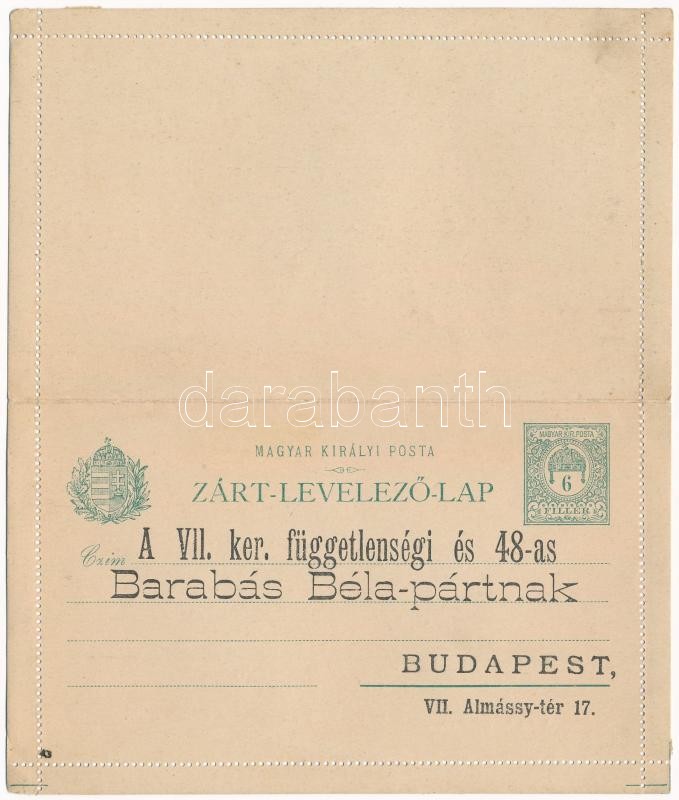 darabanth
MAGYAR KIRÁLYI POSTA
ZÁRT-LEVELEZŐ-LAP
MAGYAR KIR. POSTA
6
FILLÉR
Czim
A VII. ker. függetlenségi és 48-as
Barabás Béla-pártnak
BUDAPEST,
VII. Almássy-tér 17.